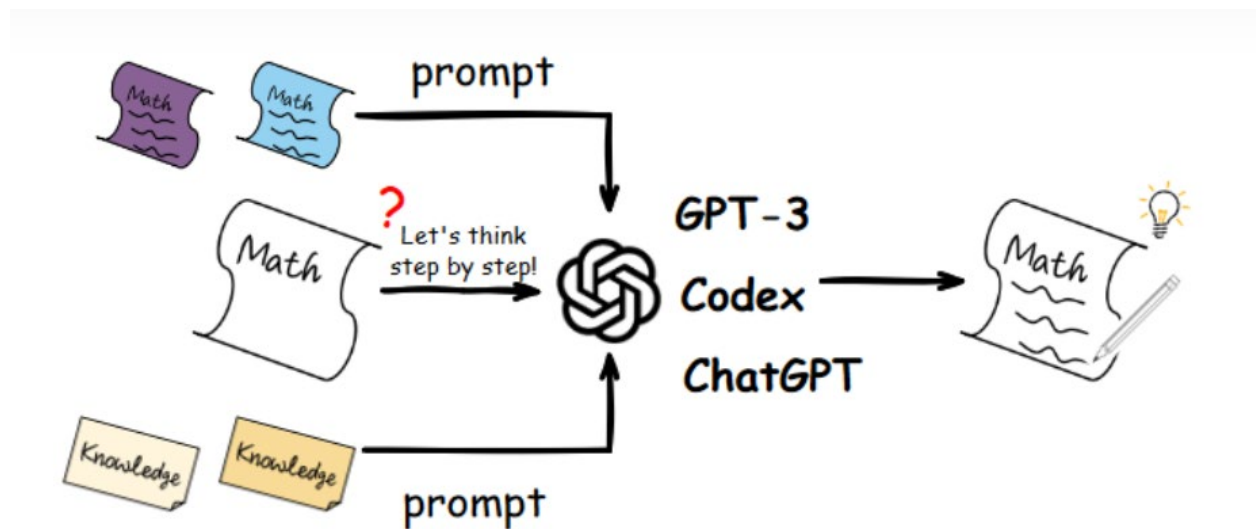 prompt
Math
Math
?
Let's think
step by step!
Math
GPT-3
Codex
ChatGPT
Math
Knowledge
Knowledge
prompt